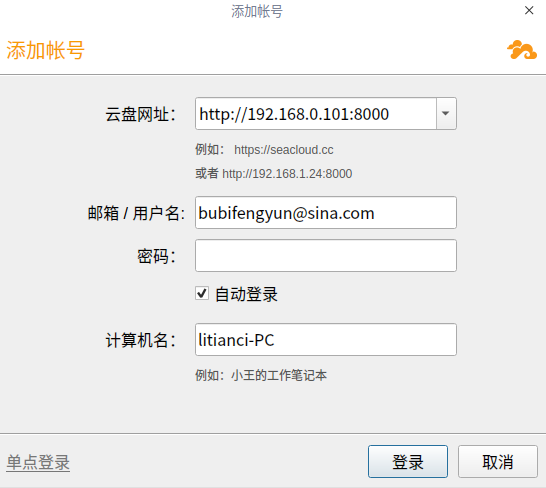 添加帐号
添加帐号
云盘网址： http://192.168.0.101:8000
例如： https://seacloud.cc
或者 http://192.168.1.24:8000
邮箱 / 用户名: bubifengyun@sina.com
密码：
自动登录
计算机名： litianci-PC
例如：小王的工作笔记本
单点登录 登录 取消